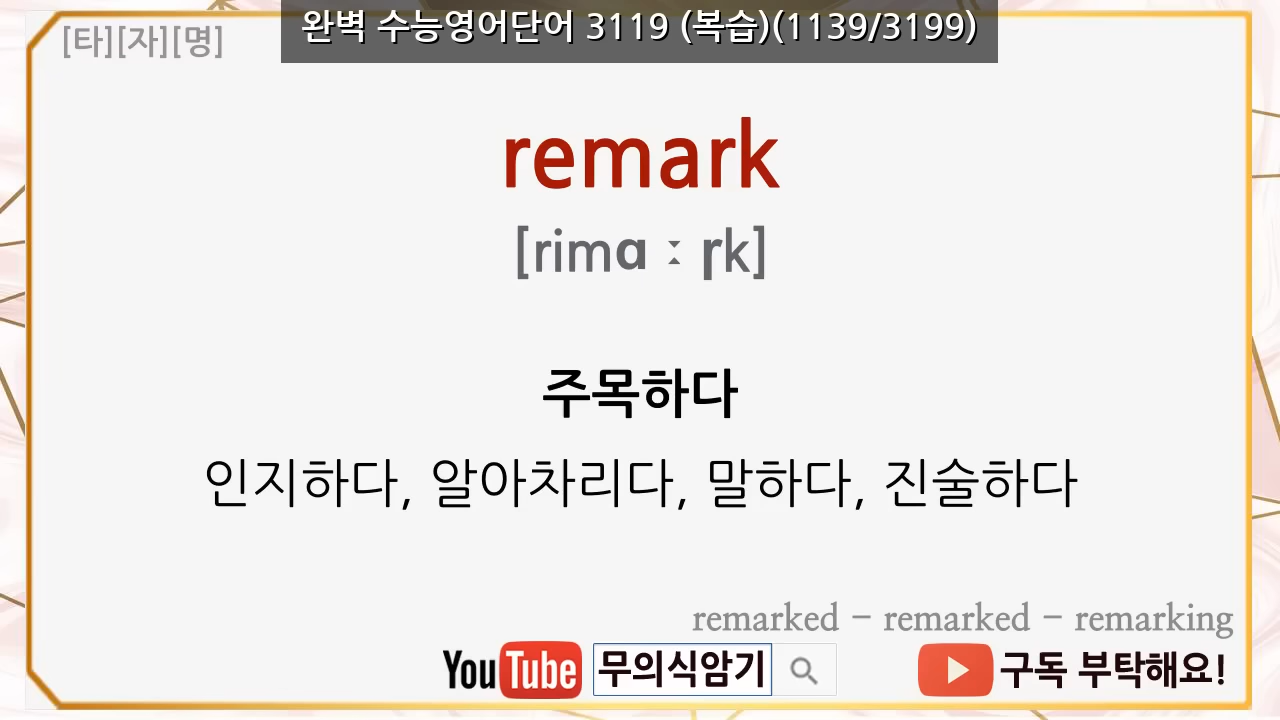 완벽 수능영어단어 3119 (복습)(1139/3199)
[타][자][명]
remark
[rimɑːɼk]
주목하다
인지하다, 알아차리다, 말하다, 진술하다
remarked - remarked - remarking
YouTube 무의식암기 구독 부탁해요!